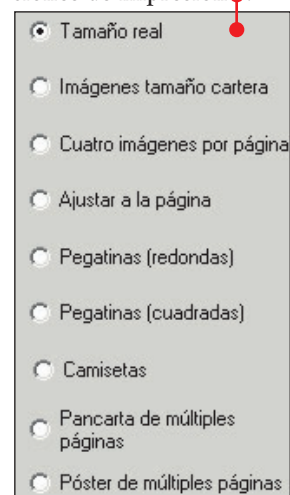 Tamaño real
Imágenes tamaño cartera
Cuatro imágenes por página
Ajustar a la página
Pegatinas (redondas)
Pegatinas (cuadradas)
Camisetas
Pancarta de múltiples
páginas
Póster de múltiples páginas